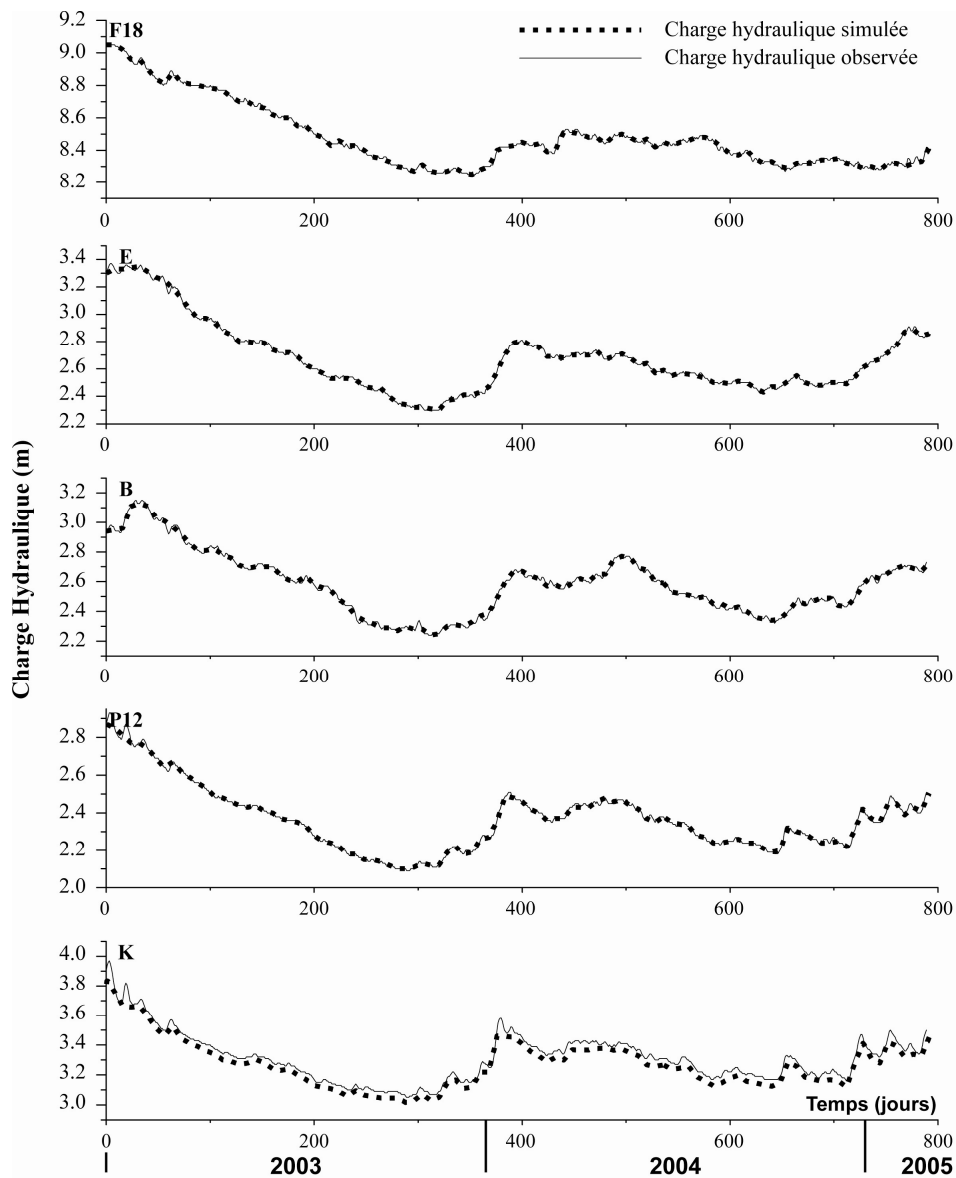 Charge Hydraulique (m)
F18
Charge hydraulique simulée
Charge hydraulique observée
9.2
9.0
8.8
8.6
8.4
8.2
0 200 400 600 800
E
3.4
3.2
3.0
2.8
2.6
2.4
2.2
0 200 400 600 800
B
3.2
3.0
2.8
2.6
2.4
2.2
0 200 400 600 800
P12
2.8
2.6
2.4
2.2
2.0
0 200 400 600 800
K
4.0
3.8
3.6
3.4
3.2
3.0
Temps (jours)
0 200 400 600 800
2003 2004 2005